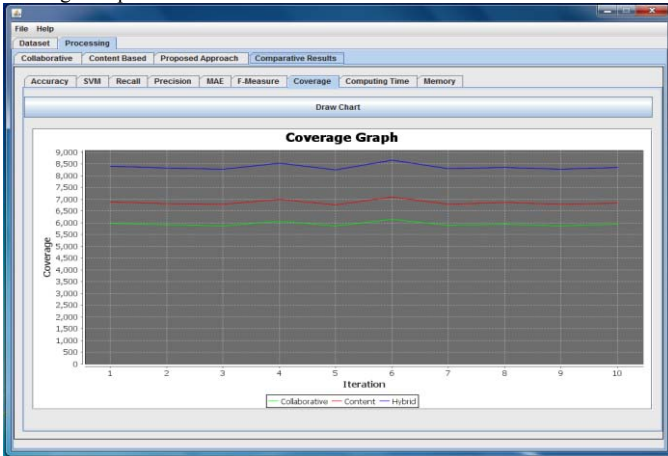 File Help
Dataset Processing
Collaborative Content Based Proposed Approach Comparative Results
Accuracy SVM Recall Precision MAE F-Measure Coverage Computing Time Memory
Draw Chart
Coverage Graph
9,000
8,500
8,000
7,500
7,000
6,500
6,000
5,500
5,000
4,500
4,000
3,500
3,000
2,500
2,000
1,500
1,000
500
0
Coverage
1 2 3 4 5 6 7 8 9 10
Iteration
Collaborative Content Hybrid